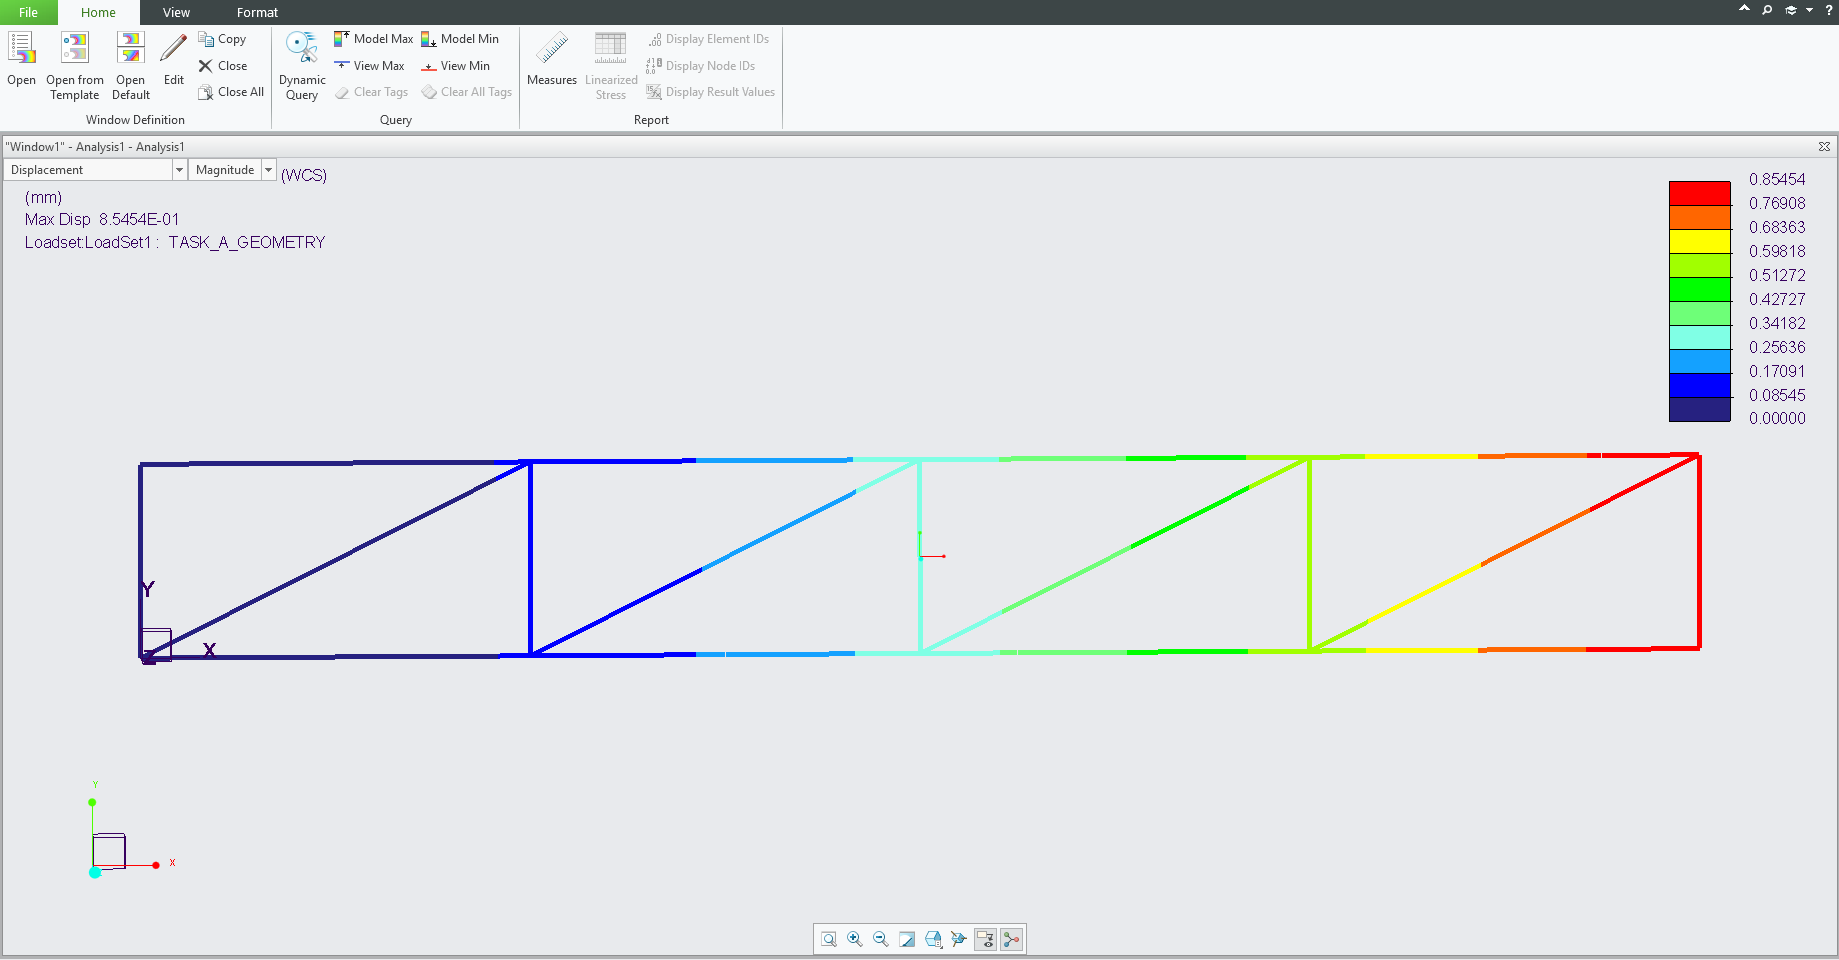 File Home View Format ?
Open
Open from Template
Open Default
Edit
Copy
Close
Close All
Window Definition
Dynamic Query
Model Max
View Max
Clear Tags
Model Min
View Min
Clear All Tags
Query
Measures
Linearized Stress
Display Element IDs
Display Node IDs
Display Result Values
Report
"Window1" - Analysis1 - Analysis1
Displacement Magnitude (WCS)
(mm)
Max Disp 8.5454E-01
Loadset:LoadSet1 : TASK_A_GEOMETRY
0.85454
0.76908
0.68363
0.59818
0.51272
0.42727
0.34182
0.25636
0.17091
0.08545
0.00000
Y
X
Z
Y
X